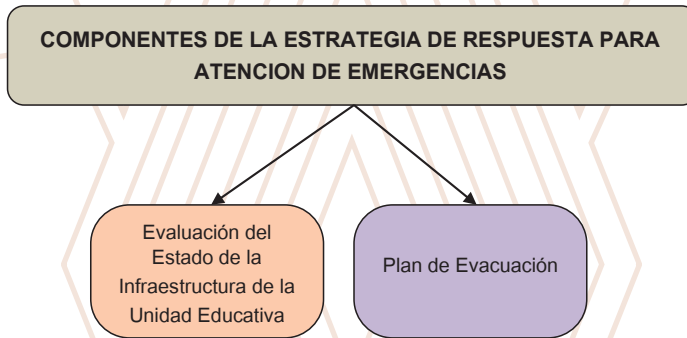 COMPONENTES DE LA ESTRATEGIA DE RESPUESTA PARA
ATENCION DE EMERGENCIAS
Evaluación del
Estado de la
Infraestructura de la
Unidad Educativa
Plan de Evacuación